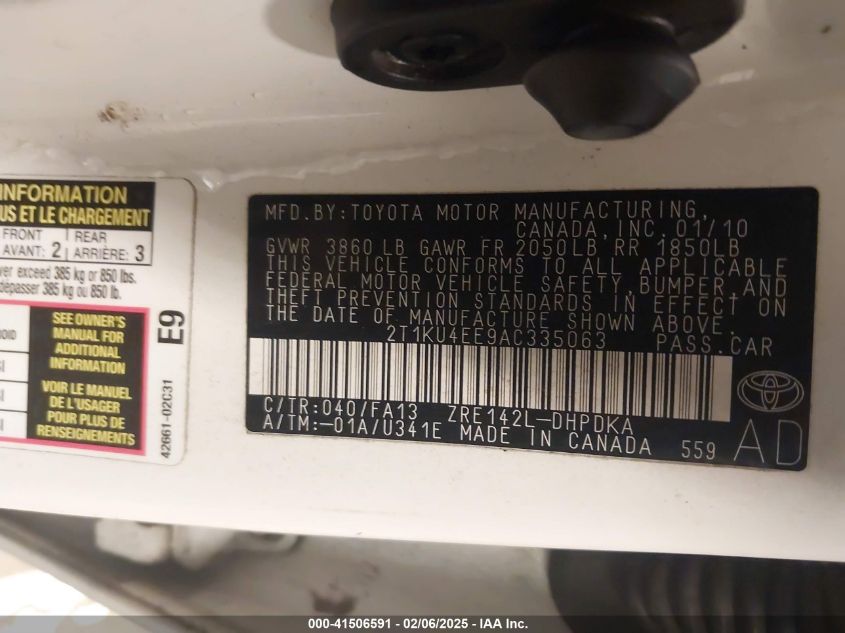 INFORMATION
US ET LE CHARGEMENT
FRONT
AVANT: 2
REAR
ARRIÈRE: 3
ver exceed 385 kg or 850 lbs.
dépasser 385 kg ou 850 lb.
SEE OWNER'S
MANUAL FOR
ADDITIONAL
INFORMATION
VOIR LE MANUEL
DE L'USAGER
POUR PLUS DE
RENSEIGNEMENTS
E9
42661-02C31
MFD.BY:TOYOTA MOTOR MANUFACTURING,
CANADA,INC.01/10
GVWR 3860 LB GAWR FR 2050LB RR 1850LB
THIS VEHICLE CONFORMS TO ALL APPLICABLE
FEDERAL MOTOR VEHICLE SAFETY, BUMPER, AND
THEFT PREVENTION STANDARDS IN EFFECT ON
THE DATE OF MANUFACTURE SHOWN ABOVE.
2T1KU4EE9AC335063 PASS.CAR
C/TR:040/FA13 ZRE142L-DHPDKA
A/TM:-01A/U341E MADE IN CANADA 559
AD
000-41506591 - 02/06/2025 - IAA Inc.